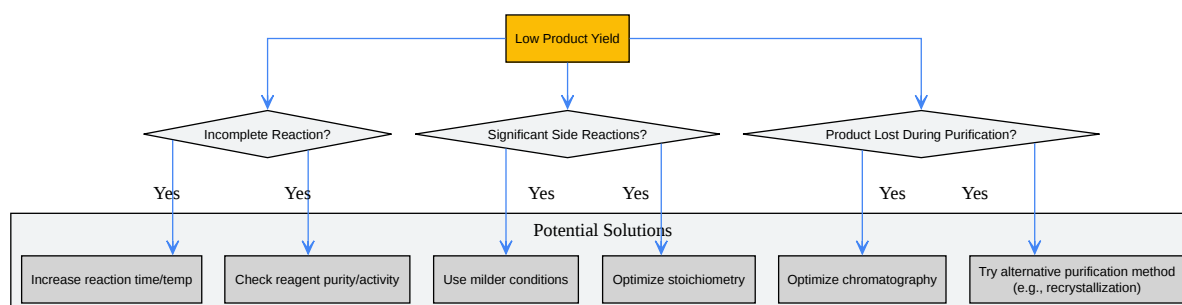 Low Product Yield
Incomplete Reaction?
Significant Side Reactions?
Product Lost During Purification?
Yes
Yes
Yes
Yes
Yes
Yes
Potential Solutions
Increase reaction time/temp
Check reagent purity/activity
Use milder conditions
Optimize stoichiometry
Optimize chromatography
Try alternative purification method
(e.g., recrystallization)